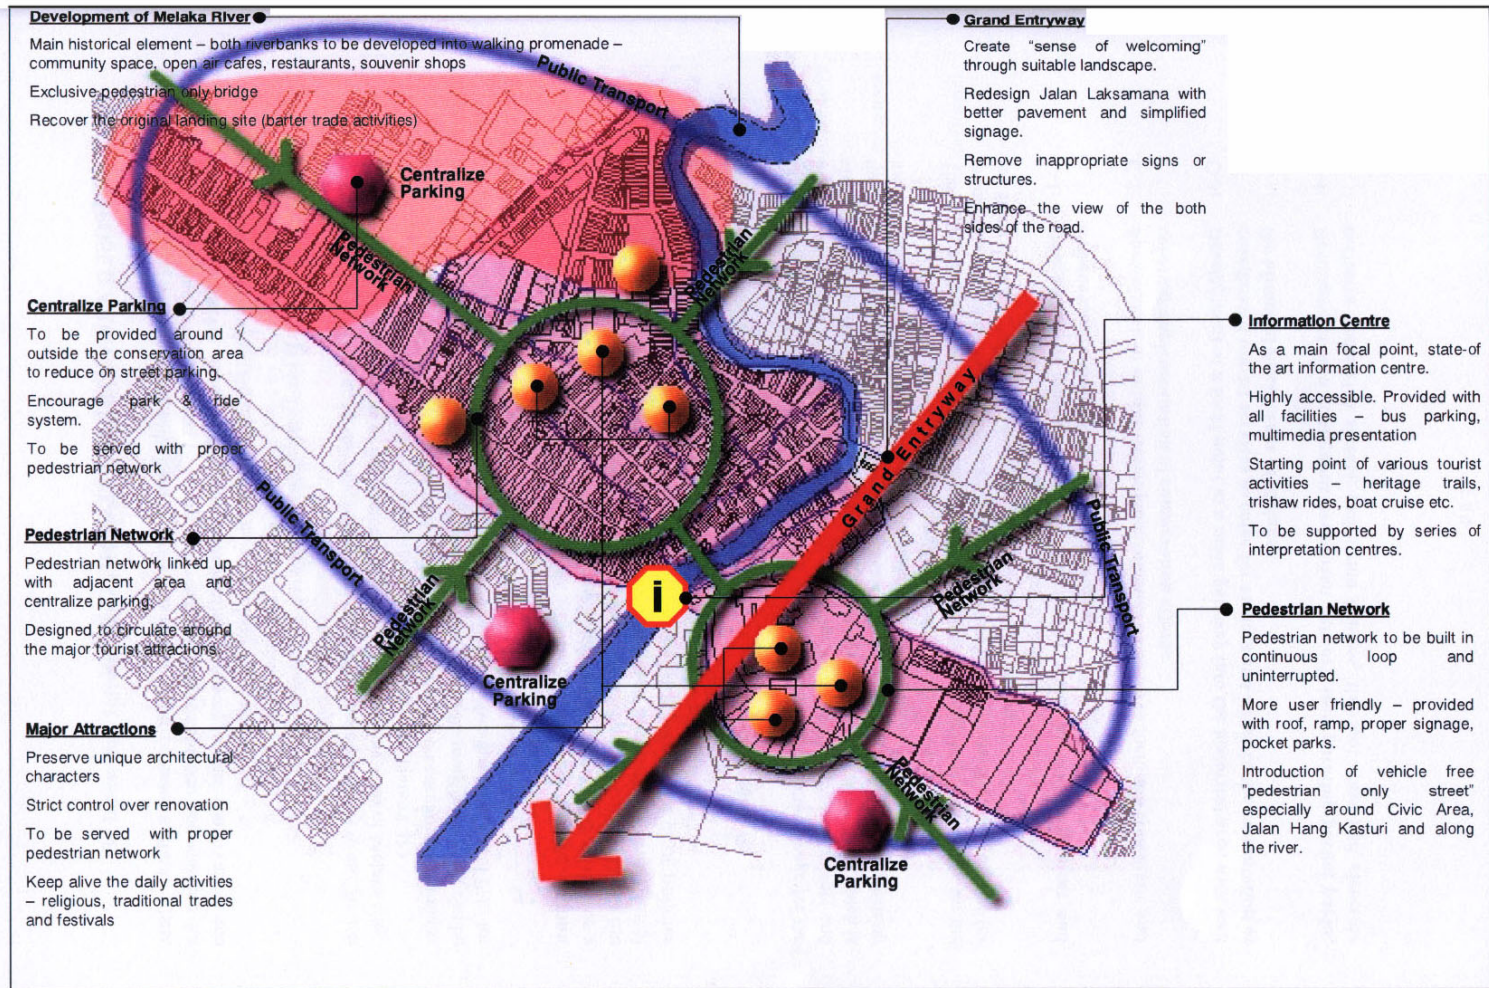 Development of Melaka River
Main historical element – both riverbanks to be developed into walking promenade –
community space, open air cafes, restaurants, souvenir shops
Exclusive pedestrian only bridge
Recover the original landing site (barter trade activities)
Grand Entryway
Create "sense of welcoming"
through suitable landscape.
Redesign Jalan Laksamana with
better pavement and simplified
signage.
Remove inappropriate signs or
structures.
Enhance the view of the both
sides of the road.
Public Transport
Centralize
Parking
Pedestrian
Network
Pedestrian
Network
Centralize Parking
To be provided around /
outside the conservation area
to reduce on street parking.
Encourage 'park & ride'
system.
To be served with proper
pedestrian network
Information Centre
As a main focal point, state-of
the art information centre.
Highly accessible. Provided with
all facilities – bus parking,
multimedia presentation
Starting point of various tourist
activities – heritage trails,
trishaw rides, boat cruise etc.
To be supported by series of
interpretation centres.
Grand Entryway
Public Transport
Public Transport
Pedestrian Network
Pedestrian network linked up
with adjacent area and
centralize parking.
Designed to circulate around
the major tourist attractions.
Pedestrian
Network
i
Pedestrian
Network
Pedestrian Network
Pedestrian network to be built in
continuous loop and
uninterrupted.
More user friendly – provided
with roof, ramp, proper signage,
pocket parks.
Introduction of vehicle free
"pedestrian only street"
especially around Civic Area,
Jalan Hang Kasturi and along
the river.
Centralize
Parking
Major Attractions
Preserve unique architectural
characters
Strict control over renovation
To be served with proper
pedestrian network
Keep alive the daily activities
– religious, traditional trades
and festivals
Pedestrian
Network
Centralize
Parking